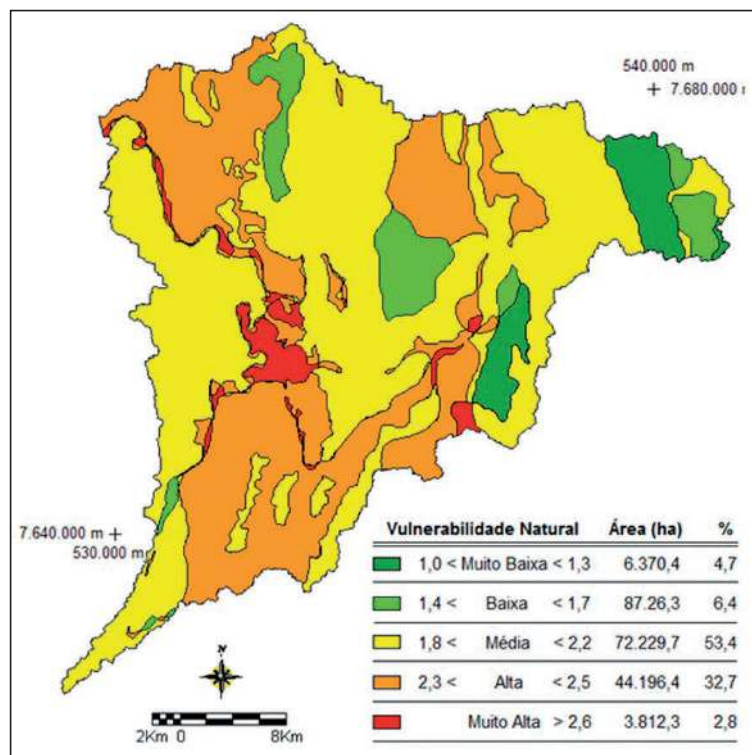 540.000 m
7.680.000 m
7.640.000 m
530.000 m
Vulnerabilidade Natural Área (ha) %
1,0 < Muito Baixa < 1,3 6.370,4 4,7
1,4 < Baixa < 1,7 87.26,3 6,4
1,8 < Média < 2,2 72.229,7 53,4
2,3 < Alta < 2,5 44.196,4 32,7
Muito Alta > 2,6 3.812,3 2,8
N
2Km 0 8Km